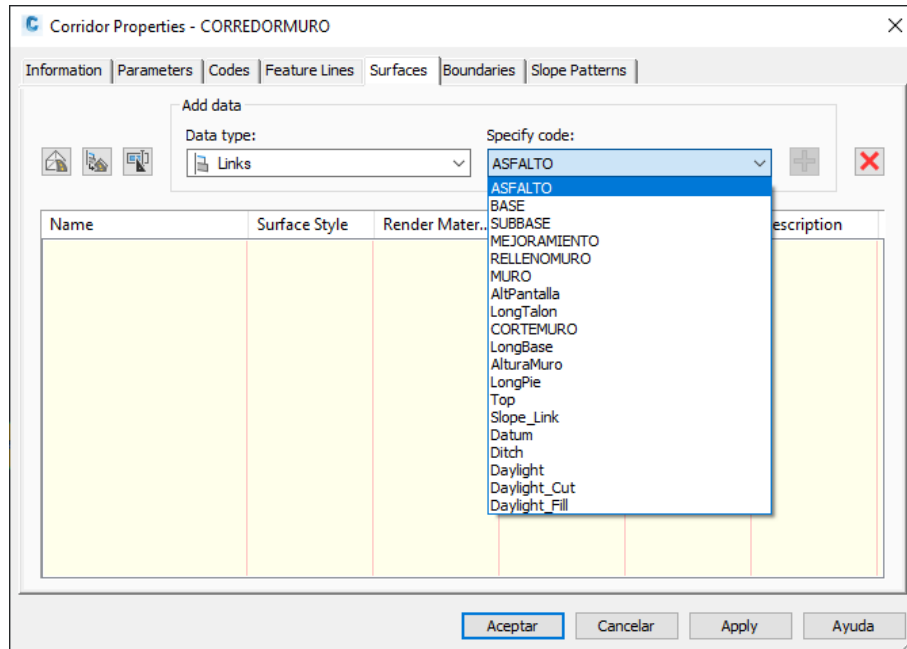 Corridor Properties - CORREDORMURO
Information Parameters Codes Feature Lines Surfaces Boundaries Slope Patterns
Add data
Data type: Specify code:
Links ASFALTO
ASFALTO
BASE
Name Surface Style Render Mater... SUBBASE escription
MEJORAMIENTO
RELLENOMURO
MURO
AltPantalla
LongTalon
CORTEMURO
LongBase
AlturaMuro
LongPie
Top
Slope_Link
Datum
Ditch
Daylight
Daylight_Cut
Daylight_Fill
Aceptar Cancelar Apply Ayuda